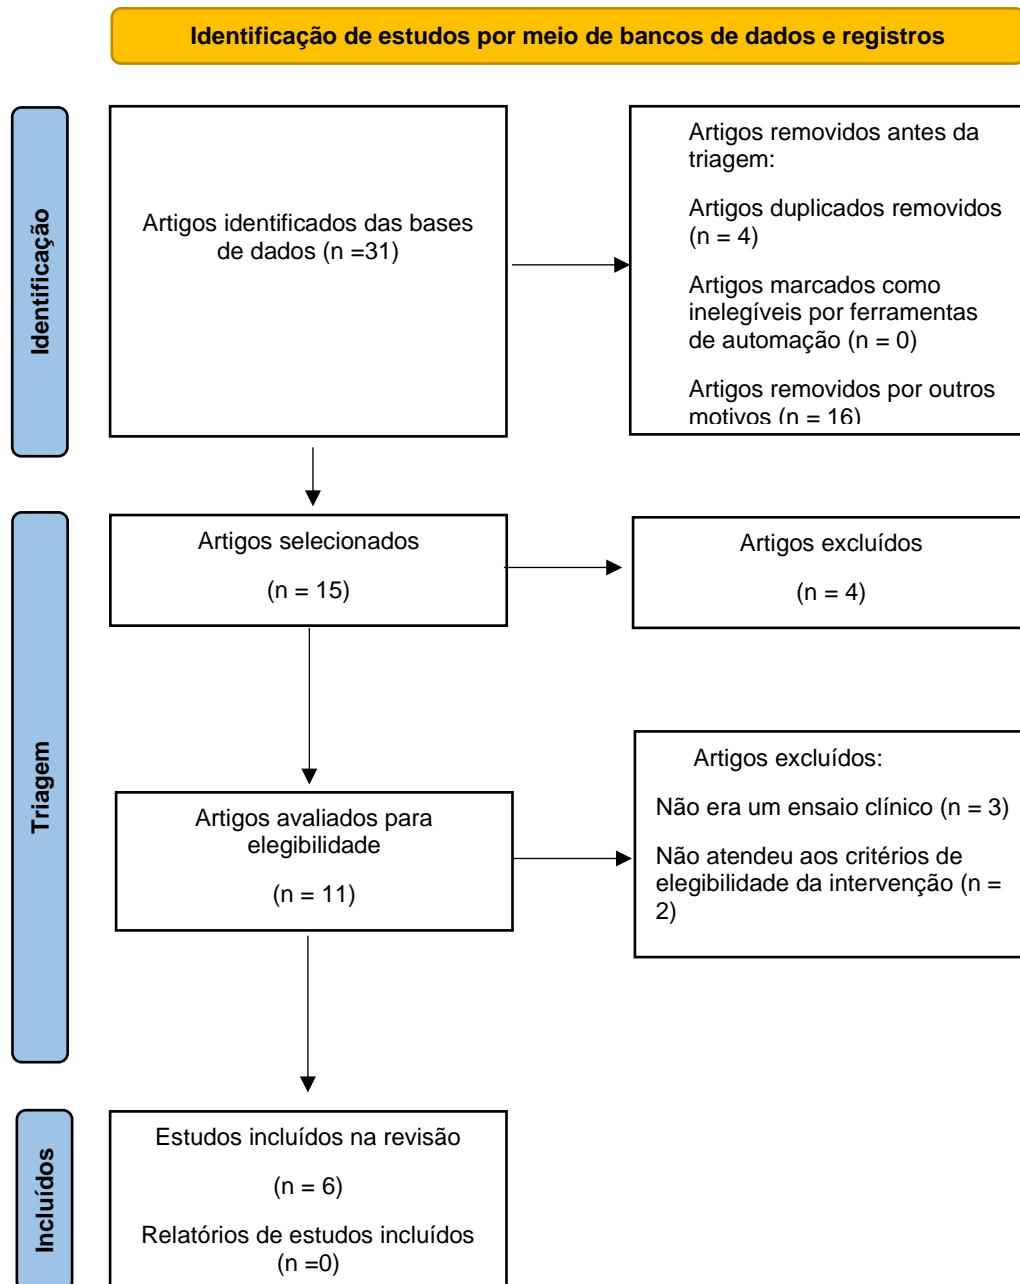 Identificação de estudos por meio de bancos de dados e registros
Identificação
Artigos identificados das bases
de dados (n =31)
Artigos removidos antes da
triagem:
Artigos duplicados removidos
(n = 4)
Artigos marcados como
inelegíveis por ferramentas
de automação (n = 0)
Artigos removidos por outros
motivos (n = 16)
Triagem
Artigos selecionados
(n = 15)
Artigos excluídos
(n = 4)
Artigos avaliados para
elegibilidade
(n = 11)
Artigos excluídos:
Não era um ensaio clínico (n = 3)
Não atendeu aos critérios de
elegibilidade da intervenção (n =
2)
Incluídos
Estudos incluídos na revisão
(n = 6)
Relatórios de estudos incluídos
(n =0)